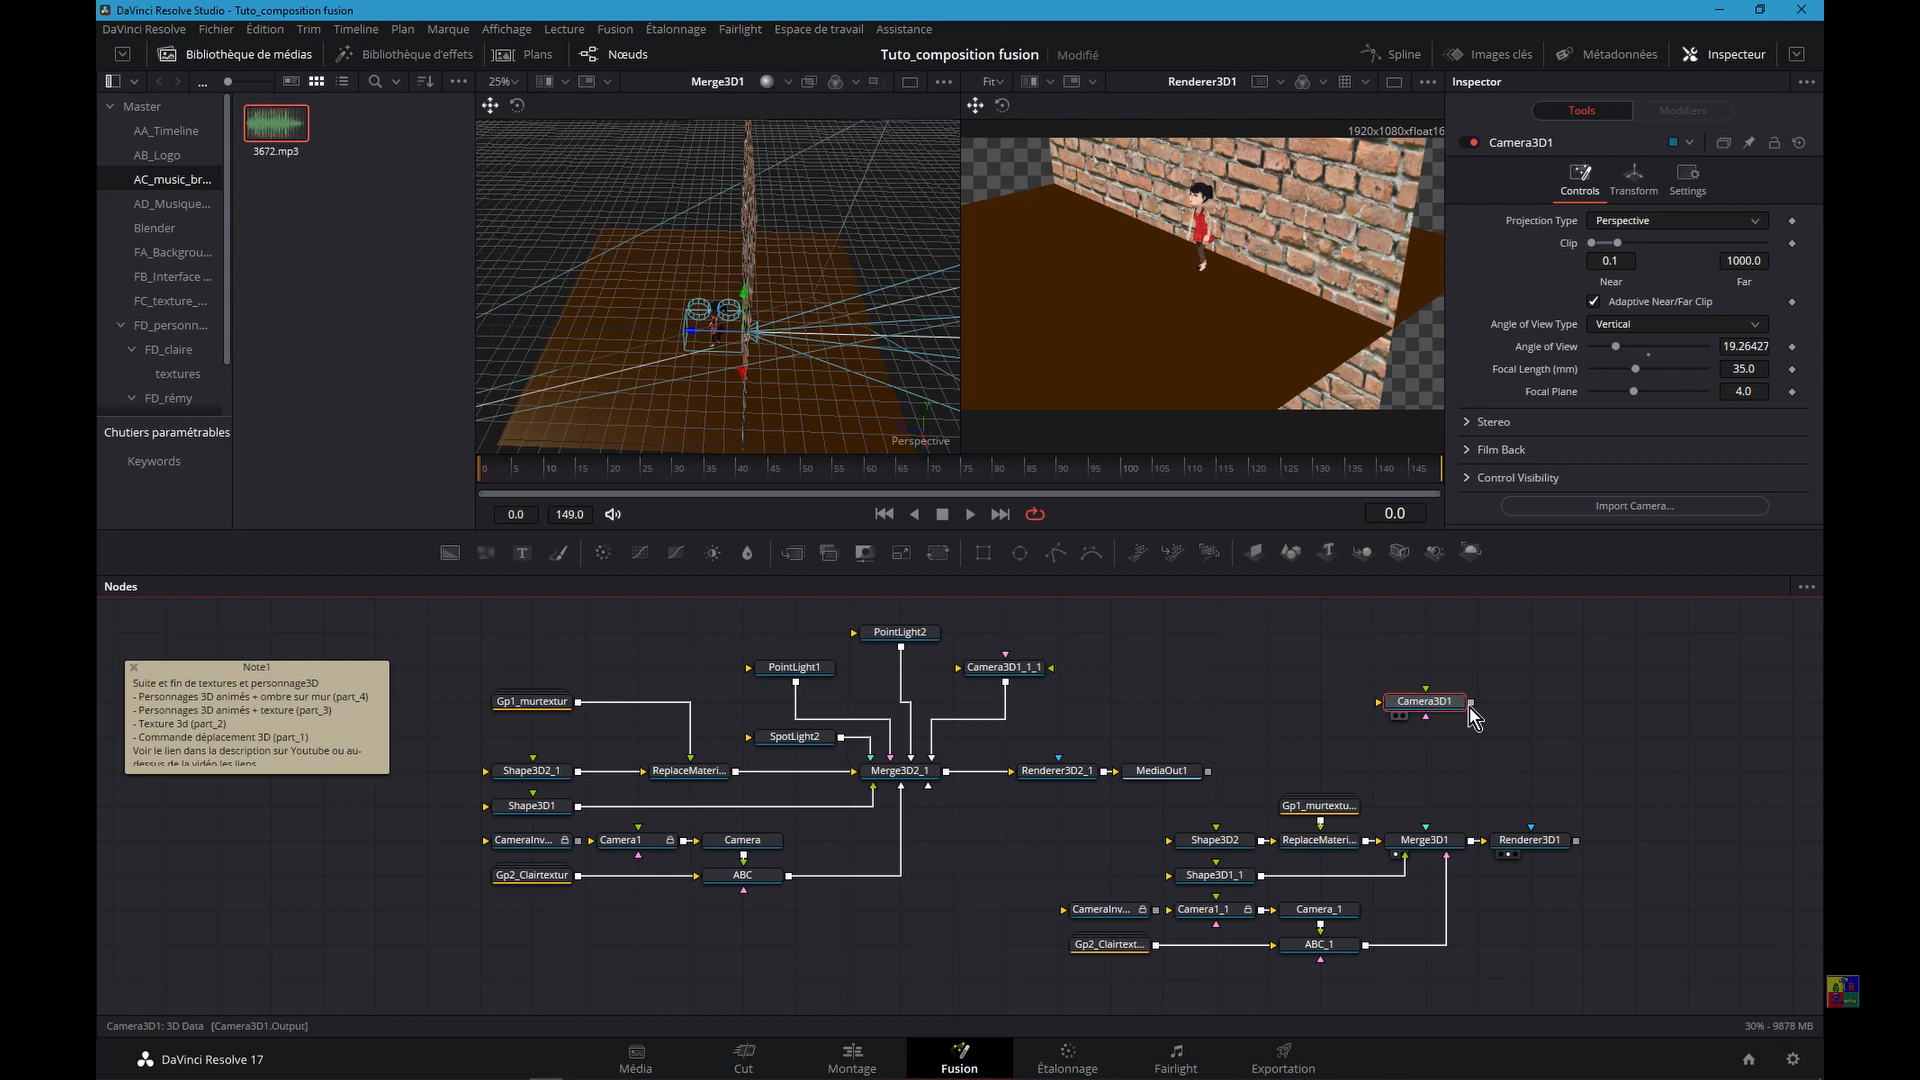 DaVinci Resolve Studio - Tuto_composition fusion
DaVinci Resolve Fichier Édition Trim Timeline Plan Marque Affichage Lecture Fusion Étalonnage Fairlight Espace de travail Assistance
Bibliothèque de médias Bibliothèque d'effets Plans Nœuds Tuto_composition fusion Modifié Spline Images clés Métadonnées Inspecteur
... 25% Merge3D1 Fit Renderer3D1 Inspector
Master
AA_Timeline
AB_Logo
AC_music_br...
AD_Musique...
Blender
FA_Backgrou...
FB_Interface ...
FC_texture_...
FD_personn...
FD_claire
textures
FD_rémy
Chutiers paramétrables
Keywords
3672.mp3
Perspective
1920x1080xfloat16
Tools Modifiers
Camera3D1
Controls Transform Settings
Projection Type Perspective
Clip
0.1 1000.0
Near Far
Adaptive Near/Far Clip
Angle of View Type Vertical
Angle of View 19.26427
Focal Length (mm) 35.0
Focal Plane 4.0
Stereo
Film Back
Control Visibility
Import Camera...
0 5 10 15 20 25 30 35 40 45 50 55 60 65 70 75 80 85 90 95 100 105 110 115 120 125 130 135 140 145
0.0 149.0 0.0
Nodes
Note1
Suite et fin de textures et personnage3D
- Personnages 3D animés + ombre sur mur (part_4)
- Personnages 3D animés + texture (part_3)
- Texture 3d (part_2)
- Commande déplacement 3D (part_1)
Voir le lien dans la description sur Youtube ou au-
dessus de la vidéo les liens
PointLight2
PointLight1 Camera3D1_1_1
Gp1_murtextur Camera3D1
SpotLight2
Shape3D2_1 ReplaceMateri... Merge3D2_1 Renderer3D2_1 MediaOut1
Shape3D1 Gp1_murtextu...
CameraInv... Camera1 Camera Shape3D2 ReplaceMateri... Merge3D1 Renderer3D1
Gp2_Clairtextur ABC Shape3D1_1
CameraInv... Camera1_1 Camera_1
Gp2_Clairtext... ABC_1
Camera3D1: 3D Data [Camera3D1.Output] 30% - 9878 MB
DaVinci Resolve 17 Média Cut Montage Fusion Étalonnage Fairlight Exportation